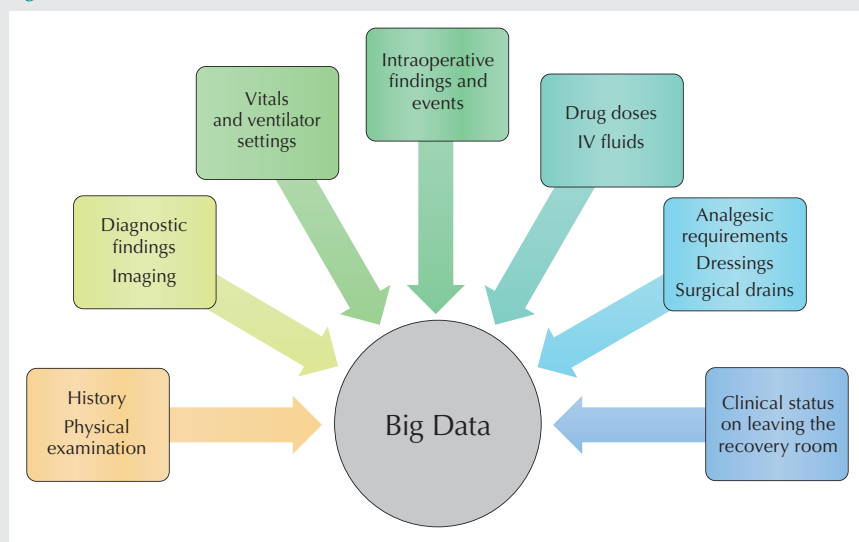 Intraoperative
findings and
events
Vitals
and ventilator
settings
Drug doses
IV fluids
Diagnostic
findings
Imaging
Analgesic
requirements
Dressings
Surgical drains
History
Physical
examination
Big Data
Clinical status
on leaving the
recovery room